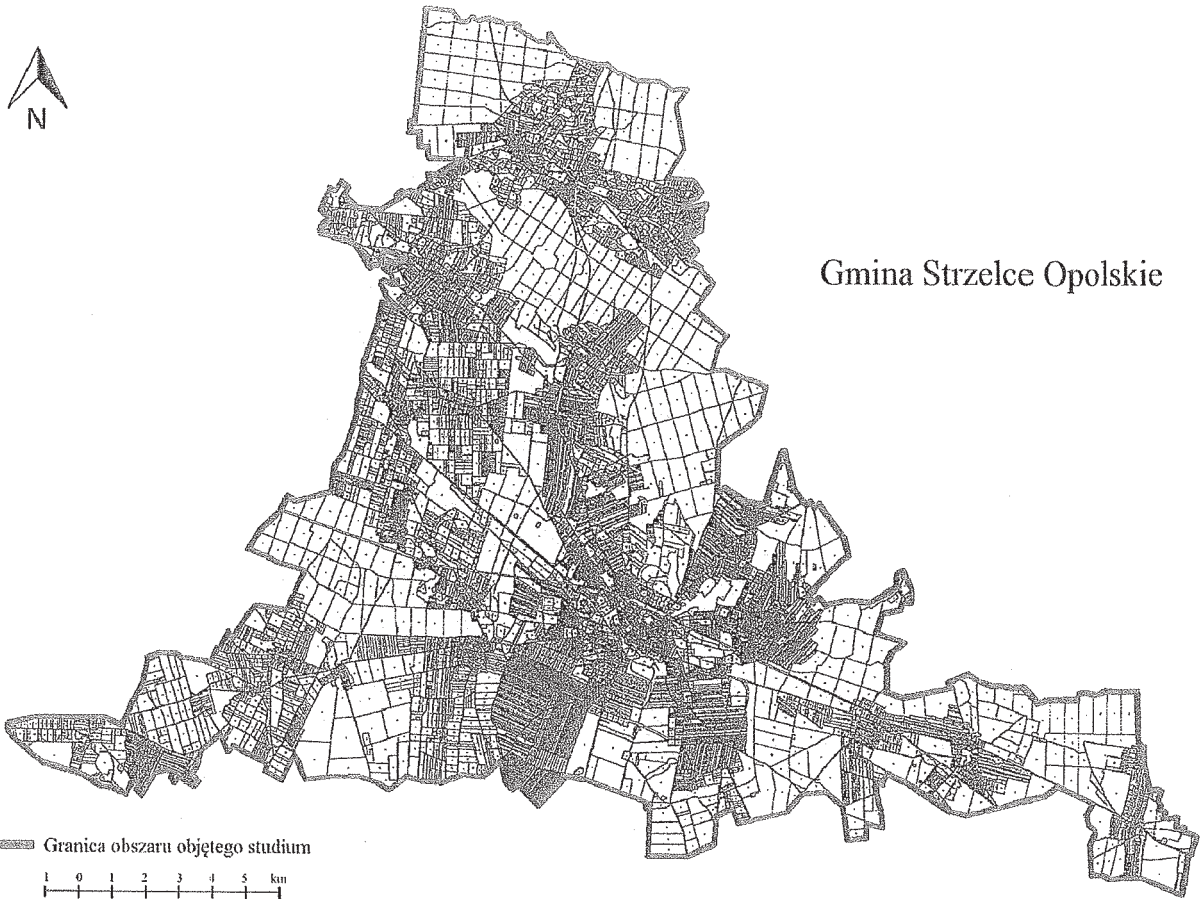 N
Gmina Strzelce Opolskie
Granica obszaru objętego studium
1 0 1 2 3 4 5 km